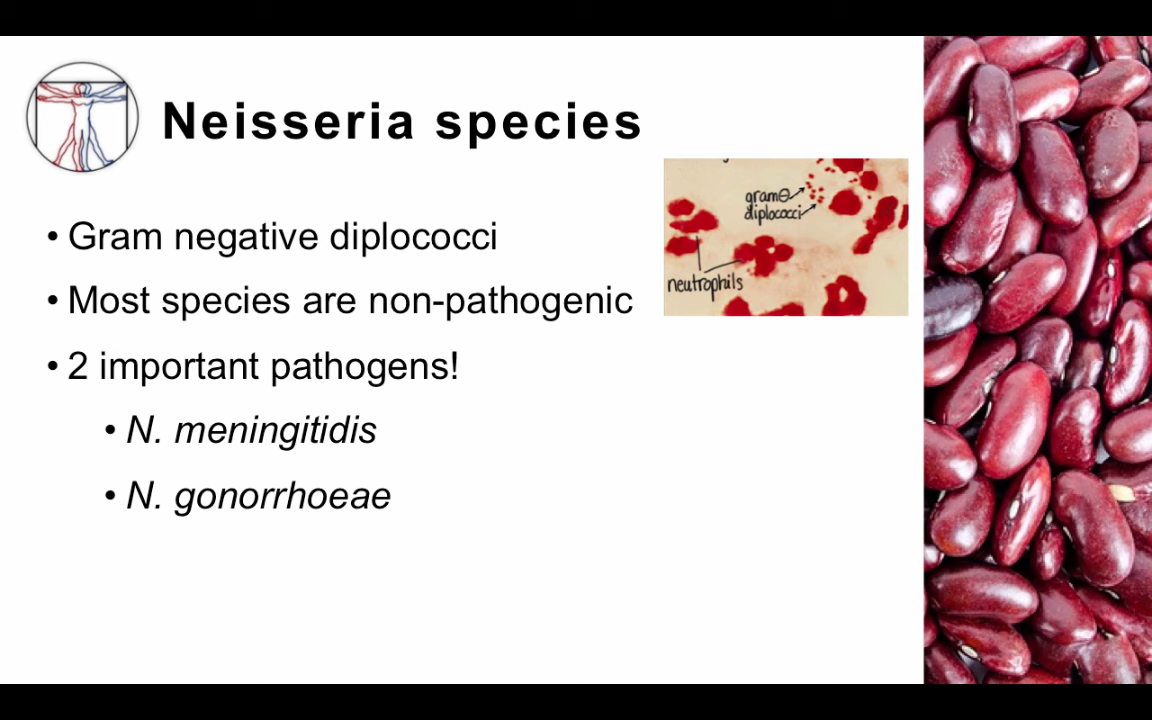 Neisseria species
gram⊖
diplococci
neutrophils
• Gram negative diplococci
• Most species are non-pathogenic
• 2 important pathogens!
• N. meningitidis
• N. gonorrhoeae